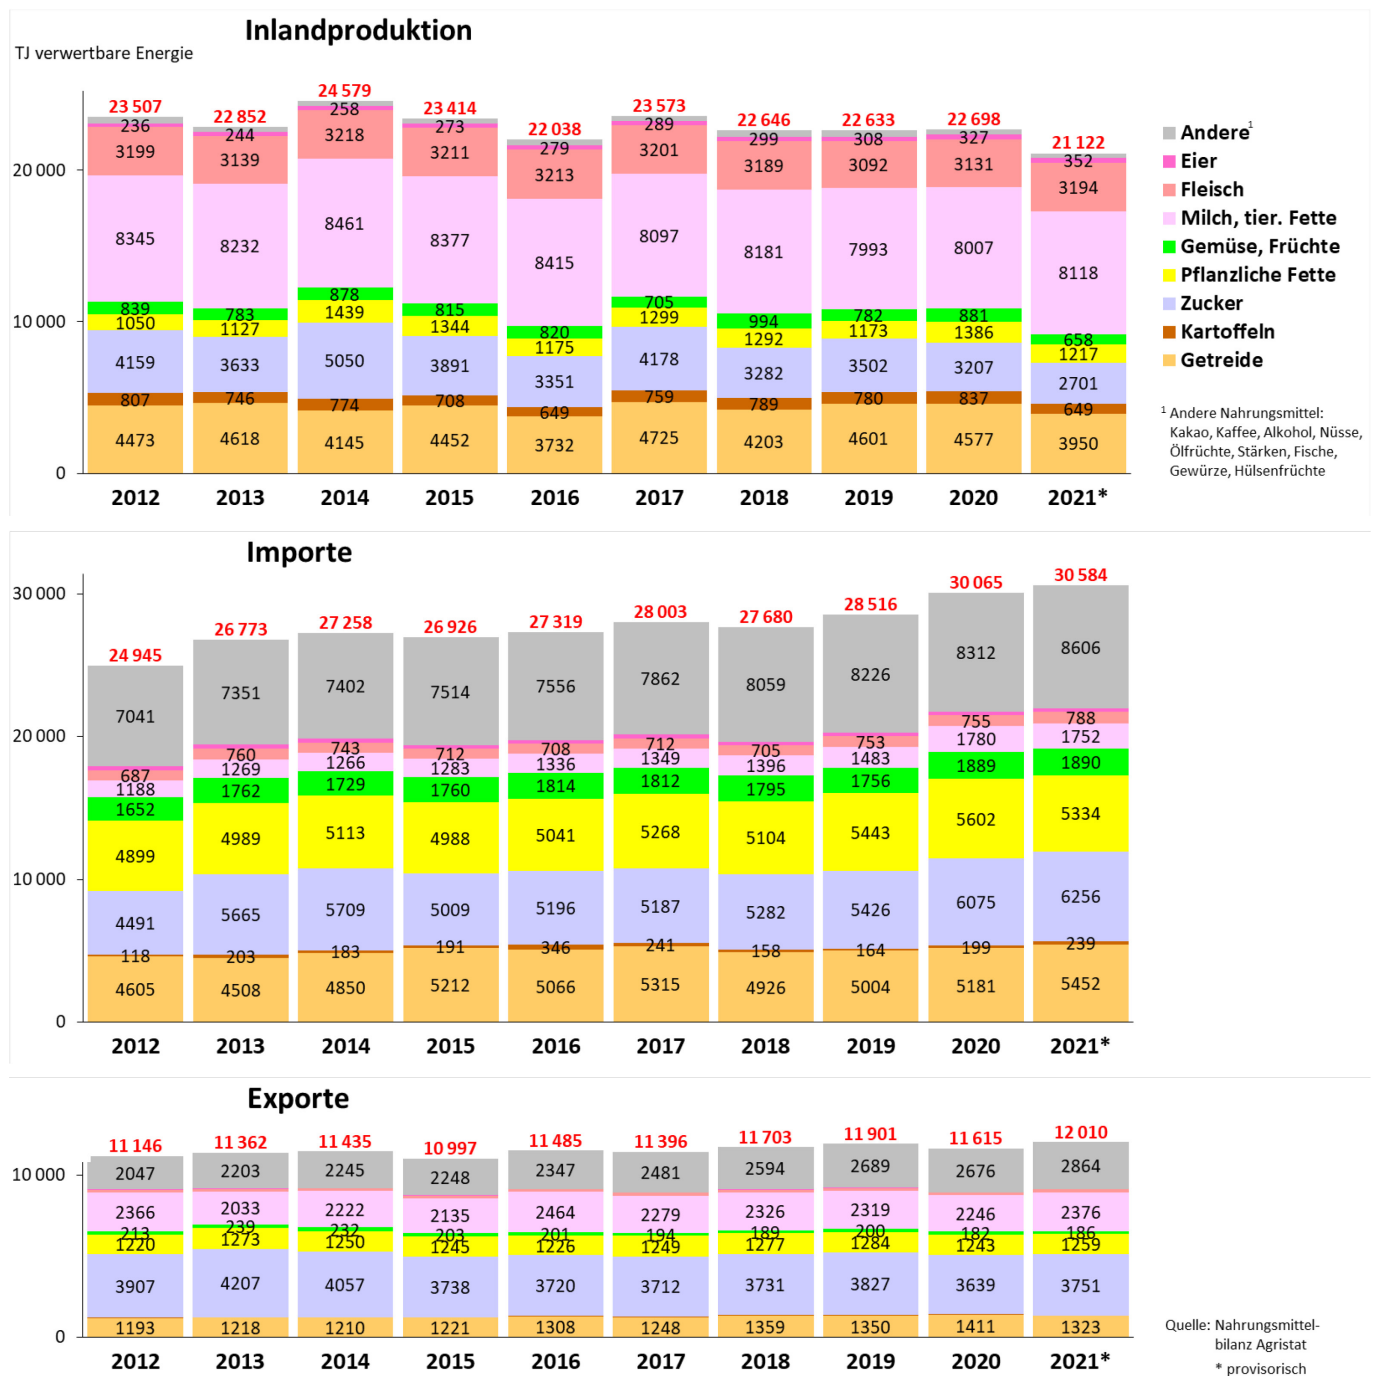 Inlandproduktion
TJ verwertbare Energie
23 507 22 852 24 579 23 414 22 038 23 573 22 646 22 633 22 698 21 122
236 244 258 273 279 289 299 308 327 352
3199 3139 3218 3211 3213 3201 3189 3092 3131 3194
20 000
8345 8232 8461 8377 8415 8097 8181 7993 8007 8118
839 783 878 815 820 705 994 782 881 658
10 000
1050 1127 1439 1344 1175 1299 1292 1173 1386 1217
4159 3633 5050 3891 3351 4178 3282 3502 3207 2701
807 746 774 708 649 759 789 780 837 649
4473 4618 4145 4452 3732 4725 4203 4601 4577 3950
0
2012 2013 2014 2015 2016 2017 2018 2019 2020 2021*
Andere1
Eier
Fleisch
Milch, tier. Fette
Gemüse, Früchte
Pflanzliche Fette
Zucker
Kartoffeln
Getreide
1 Andere Nahrungsmittel:
Kakao, Kaffee, Alkohol, Nüsse,
Ölfrüchte, Stärken, Fische,
Gewürze, Hülsenfrüchte
Importe
30 000
24 945 26 773 27 258 26 926 27 319 28 003 27 680 28 516 30 065 30 584
7041 7351 7402 7514 7556 7862 8059 8226 8312 8606
20 000
687 760 743 712 708 712 705 753 755 788
1188 1269 1266 1283 1336 1349 1396 1483 1780 1752
1652 1762 1729 1760 1814 1812 1795 1756 1889 1890
4899 4989 5113 4988 5041 5268 5104 5443 5602 5334
10 000
4491 5665 5709 5009 5196 5187 5282 5426 6075 6256
118 203 183 191 346 241 158 164 199 239
4605 4508 4850 5212 5066 5315 4926 5004 5181 5452
0
2012 2013 2014 2015 2016 2017 2018 2019 2020 2021*
Exporte
11 146 11 362 11 435 10 997 11 485 11 396 11 703 11 901 11 615 12 010
10 000
2047 2203 2245 2248 2347 2481 2594 2689 2676 2864
2366 2033 2222 2135 2464 2279 2326 2319 2246 2376
213 239 232 203 201 194 189 200 182 186
1220 1273 1250 1245 1226 1249 1277 1284 1243 1259
3907 4207 4057 3738 3720 3712 3731 3827 3639 3751
1193 1218 1210 1221 1308 1248 1359 1350 1411 1323
0
2012 2013 2014 2015 2016 2017 2018 2019 2020 2021*
Quelle: Nahrungsmittel-
bilanz Agristat
* provisorisch